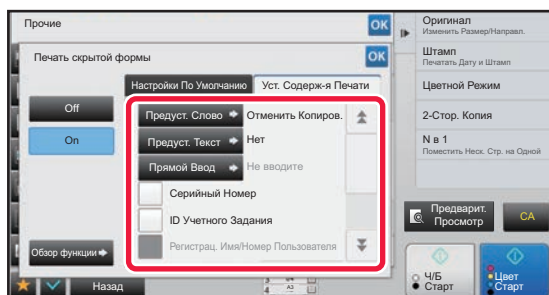 Прочие
OK
Печать скрытой формы
OK
Настройки По Умолчанию
Уст. Содерж-я Печати
Off
On
Предуст. Слово
Отменить Копиров.
Предуст. Текст
Нет
Прямой Ввод
Не вводите
Серийный Номер
ID Учетного Задания
Регистрац. Имя/Номер Пользователя
Обзор функции
Назад
Оригинал
Изменить Размер/Направл.
Штамп
Печатать Дату и Штамп
Цветной Режим
2-Стор. Копия
N в 1
Поместить Неск. Стр. на Одной
Предварит.
Просмотр
CA
Ч/Б
Старт
Цвет
Старт